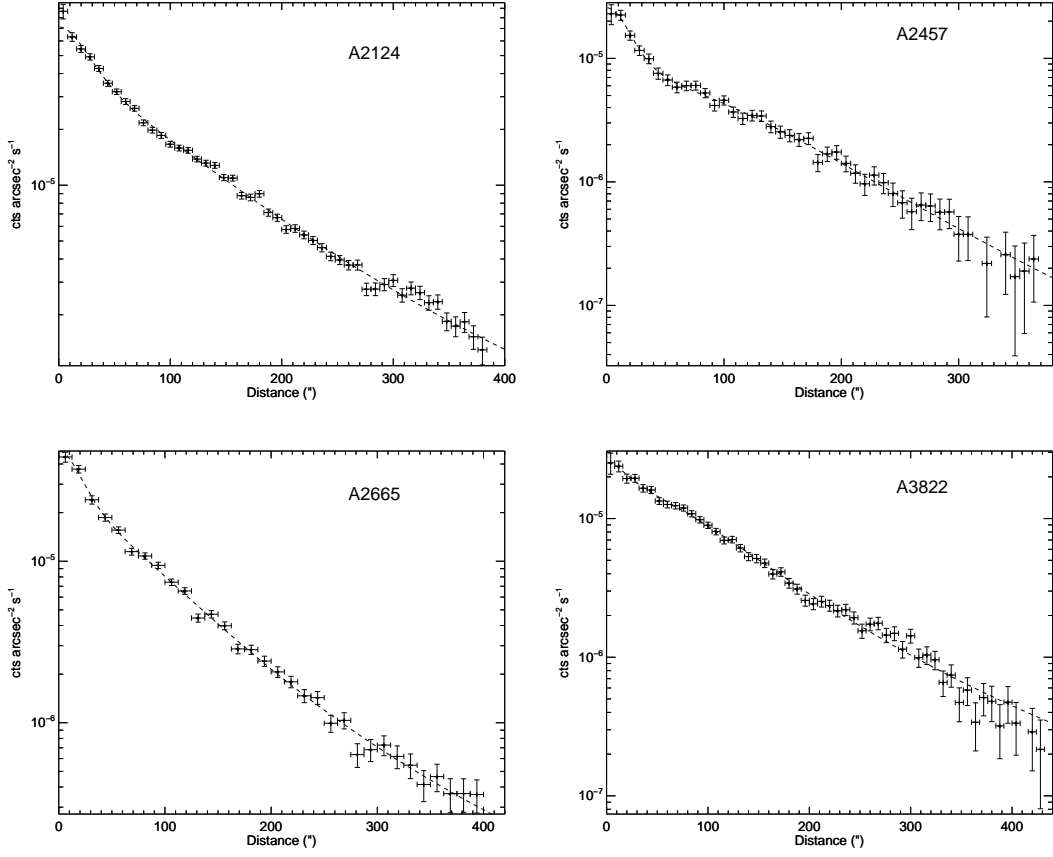 A2124
cts arcsec⁻² s⁻¹
10⁻⁵
10⁻⁶
0 100 200 300 400
Distance (")
A2457
cts arcsec⁻² s⁻¹
10⁻⁵
10⁻⁶
10⁻⁷
0 100 200 300
Distance (")
A2665
cts arcsec⁻² s⁻¹
10⁻⁵
10⁻⁶
0 100 200 300 400
Distance (")
A3822
cts arcsec⁻² s⁻¹
10⁻⁵
10⁻⁶
10⁻⁷
0 100 200 300 400
Distance (")